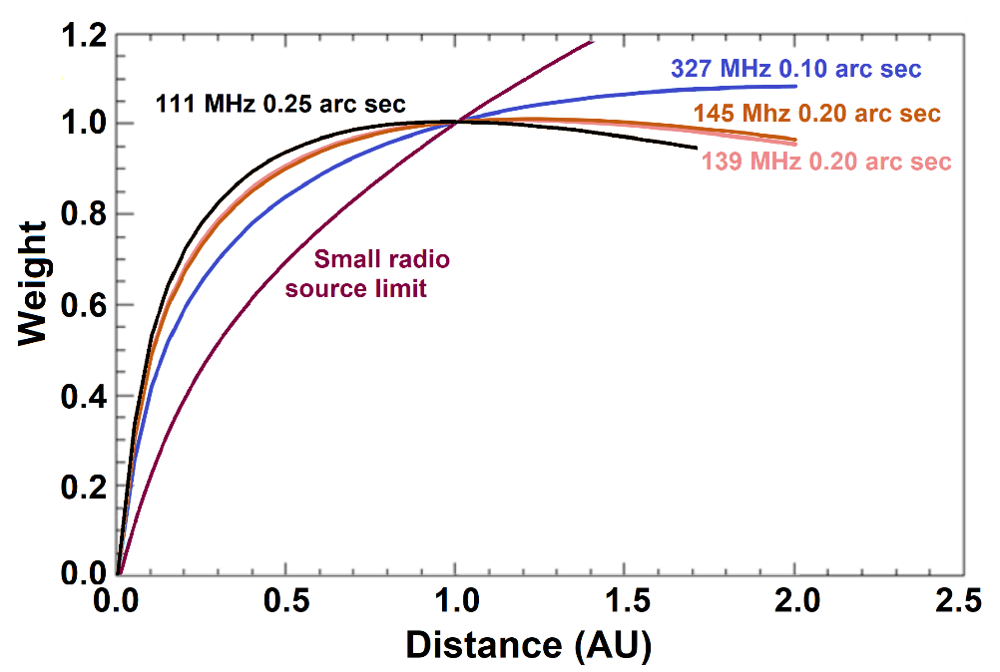 1.2
1.0
0.8
0.6
0.4
0.2
0.0
Weight
111 MHz 0.25 arc sec
327 MHz 0.10 arc sec
145 Mhz 0.20 arc sec
139 MHz 0.20 arc sec
Small radio
source limit
0.0 0.5 1.0 1.5 2.0 2.5
Distance (AU)